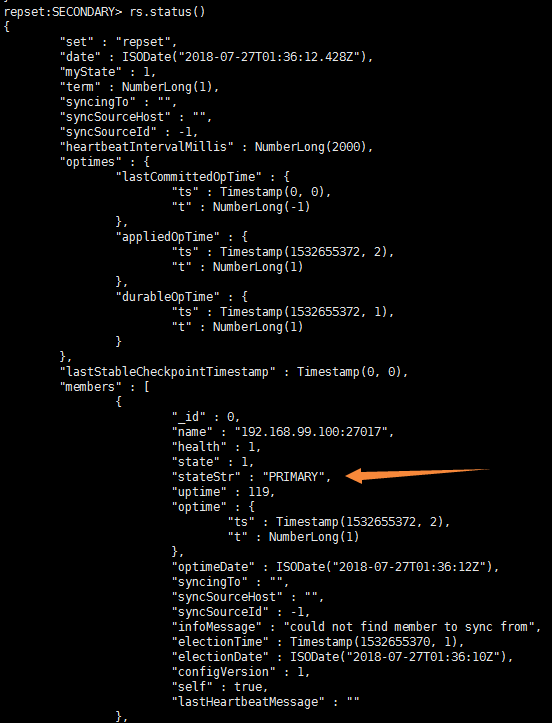 repset:SECONDARY> rs.status()
{
        "set" : "repset",
        "date" : ISODate("2018-07-27T01:36:12.428Z"),
        "myState" : 1,
        "term" : NumberLong(1),
        "syncingTo" : "",
        "syncSourceHost" : "",
        "syncSourceId" : -1,
        "heartbeatIntervalMillis" : NumberLong(2000),
        "optimes" : {
                "lastCommittedOpTime" : {
                        "ts" : Timestamp(0, 0),
                        "t" : NumberLong(-1)
                },
                "appliedOpTime" : {
                        "ts" : Timestamp(1532655372, 2),
                        "t" : NumberLong(1)
                },
                "durableOpTime" : {
                        "ts" : Timestamp(1532655372, 1),
                        "t" : NumberLong(1)
                }
        },
        "lastStableCheckpointTimestamp" : Timestamp(0, 0),
        "members" : [
                {
                        "_id" : 0,
                        "name" : "192.168.99.100:27017",
                        "health" : 1,
                        "state" : 1,
                        "stateStr" : "PRIMARY",
                        "uptime" : 119,
                        "optime" : {
                                "ts" : Timestamp(1532655372, 2),
                                "t" : NumberLong(1)
                        },
                        "optimeDate" : ISODate("2018-07-27T01:36:12Z"),
                        "syncingTo" : "",
                        "syncSourceHost" : "",
                        "syncSourceId" : -1,
                        "infoMessage" : "could not find member to sync from",
                        "electionTime" : Timestamp(1532655370, 1),
                        "electionDate" : ISODate("2018-07-27T01:36:10Z"),
                        "configVersion" : 1,
                        "self" : true,
                        "lastHeartbeatMessage" : ""
                },